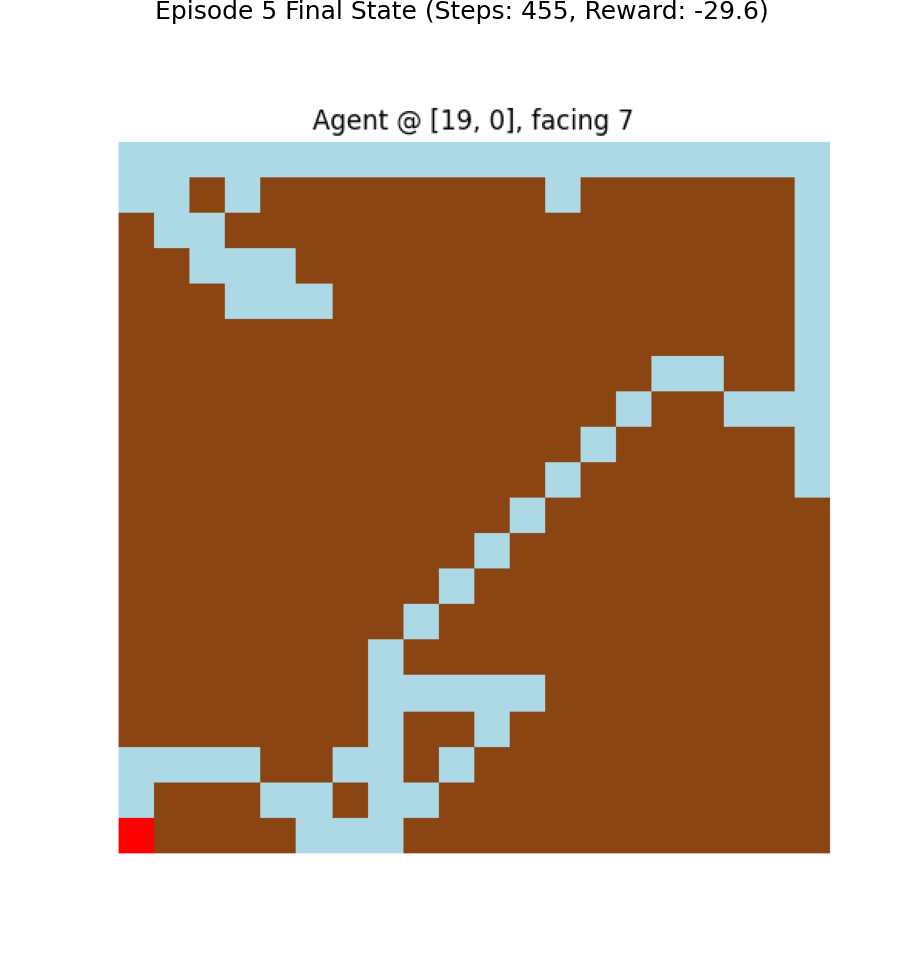 Episode 5 Final State (Steps: 455, Reward: -29.6)
Agent @ [19, 0], facing 7